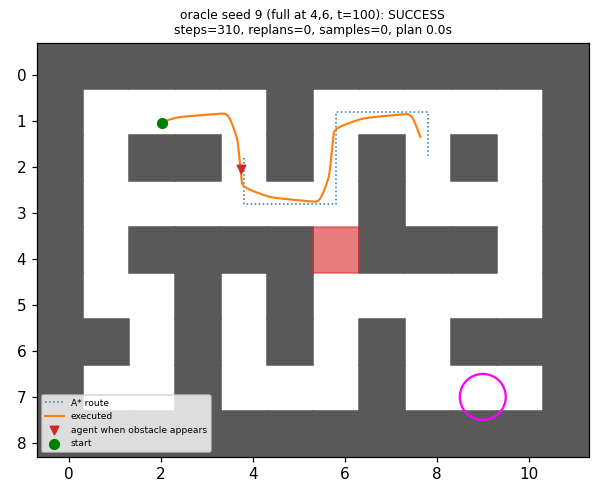 oracle seed 9 (full at 4,6, t=100): SUCCESS
steps=310, replans=0, samples=0, plan 0.0s
0
1
2
3
4
5
6
7
8
A* route
executed
agent when obstacle appears
start
0 2 4 6 8 10